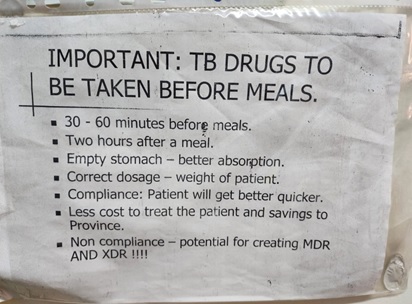 IMPORTANT: TB DRUGS TO
BE TAKEN BEFORE MEALS.
▪ 30 - 60 minutes before meals.
▪ Two hours after a meal.
▪ Empty stomach – better absorption.
▪ Correct dosage – weight of patient.
▪ Compliance: Patient will get better quicker.
▪ Less cost to treat the patient and savings to
Province.
▪ Non compliance – potential for creating MDR
AND XDR !!!!